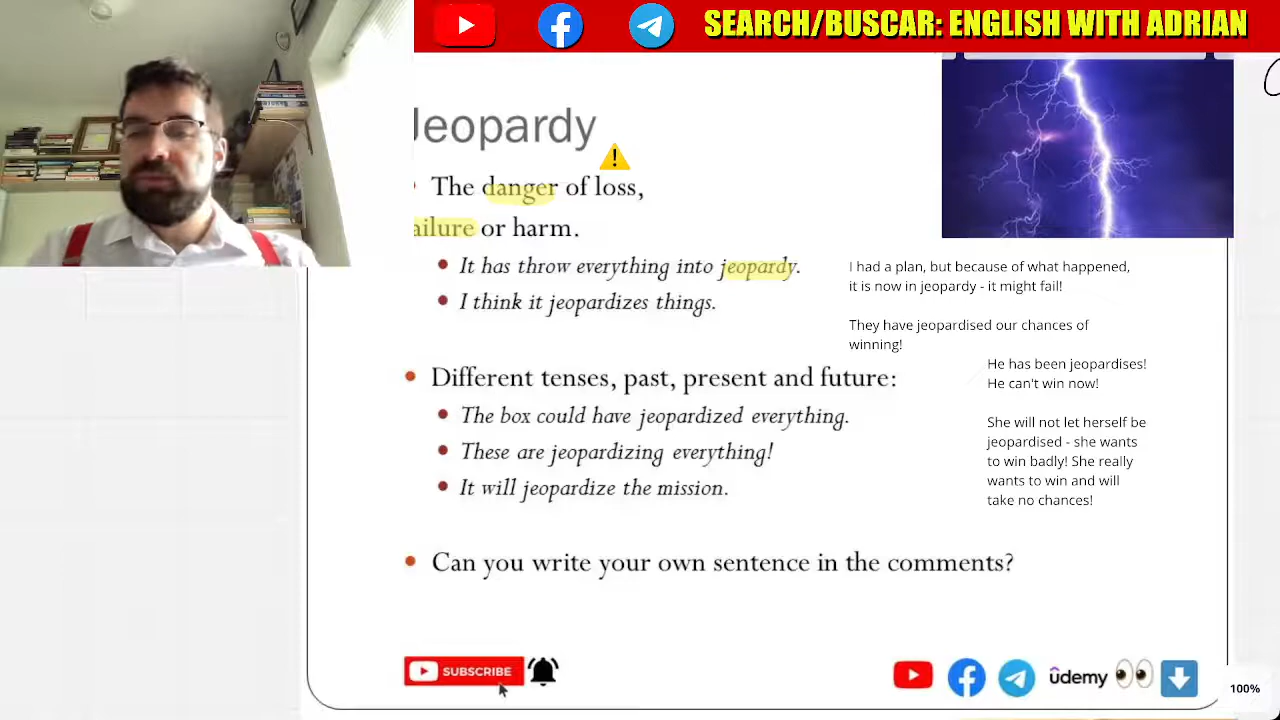 SEARCH/BUSCAR: ENGLISH WITH ADRIAN
Jeopardy
The danger of loss,
ailure or harm.
It has throw everything into jeopardy.
I think it jeopardizes things.
I had a plan, but because of what happened,
it is now in jeopardy - it might fail!
They have jeopardised our chances of
winning!
He has been jeopardises!
He can't win now!
She will not let herself be
jeopardised - she wants
to win badly! She really
wants to win and will
take no chances!
Different tenses, past, present and future:
The box could have jeopardized everything.
These are jeopardizing everything!
It will jeopardize the mission.
Can you write your own sentence in the comments?
SUBSCRIBE
udemy
100%